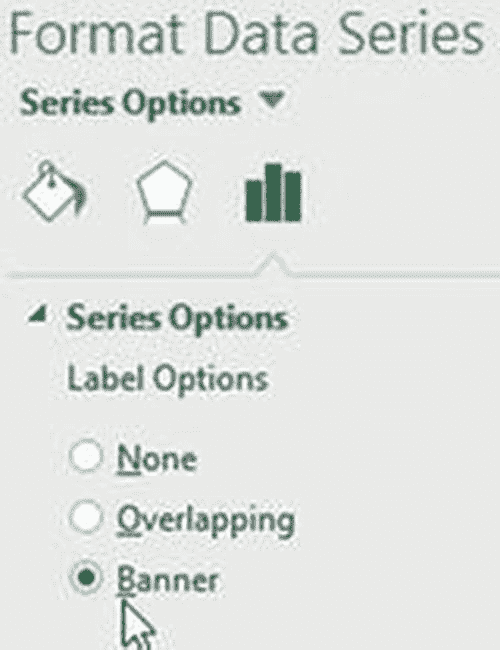 Format Data Series
Series Options
Series Options
Label Options
None
Overlapping
Banner